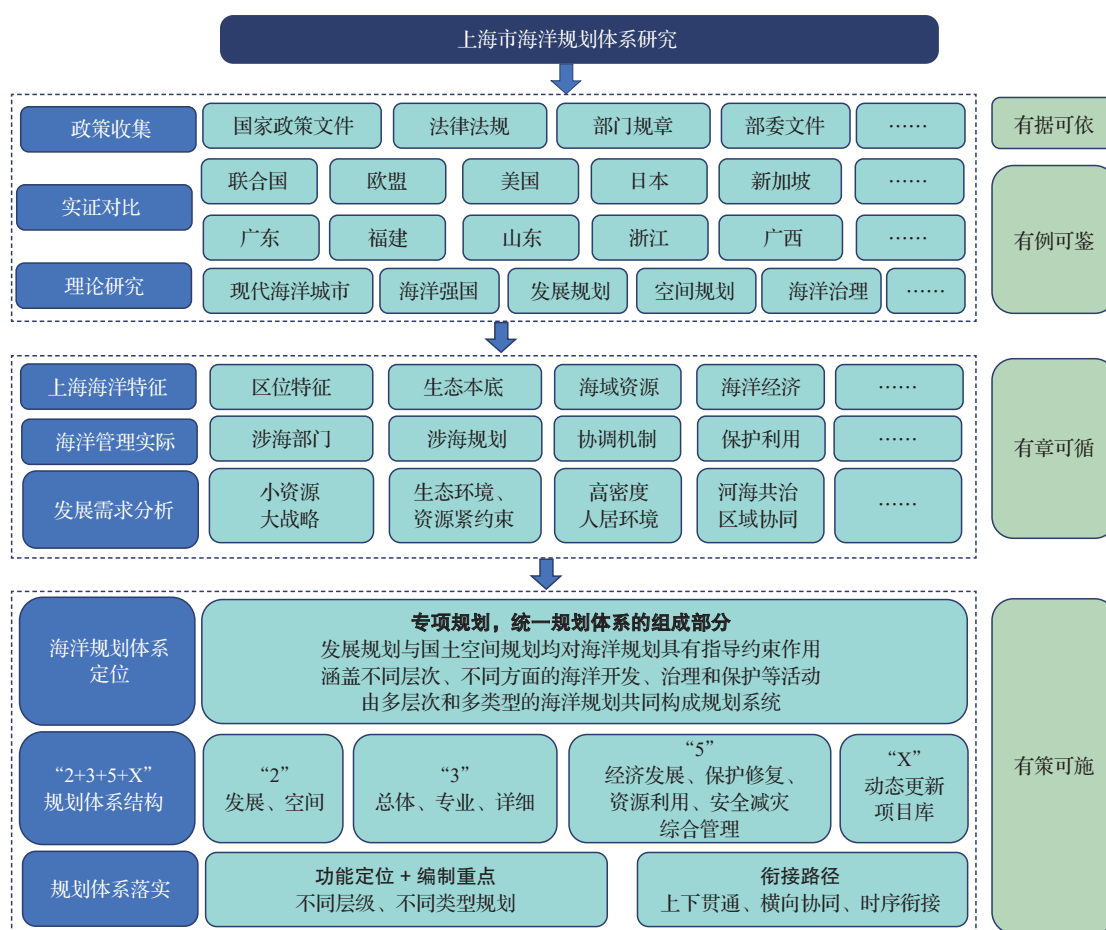 上海市海洋规划体系研究
政策收集
国家政策文件
法律法规
部门规章
部委文件
……
有据可依
实证对比
联合国
欧盟
美国
日本
新加坡
……
广东
福建
山东
浙江
广西
……
有例可鉴
理论研究
现代海洋城市
海洋强国
发展规划
空间规划
海洋治理
……
上海海洋特征
区位特征
生态本底
海域资源
海洋经济
……
海洋管理实际
涉海部门
涉海规划
协调机制
保护利用
……
有章可循
发展需求分析
小资源
大战略
生态环境、
资源紧约束
高密度
人居环境
河海共治
区域协同
……
海洋规划体系
定位
专项规划，统一规划体系的组成部分
发展规划与国土空间规划均对海洋规划具有指导约束作用
涵盖不同层次、不同方面的海洋开发、治理和保护等活动
由多层次和多类型的海洋规划共同构成规划系统
“2+3+5+X”
规划体系结构
“2”
发展、空间
“3”
总体、专业、详细
“5”
经济发展、保护修复、
资源利用、安全减灾
综合管理
“X”
动态更新
项目库
有策可施
规划体系落实
功能定位 + 编制重点
不同层级、不同类型规划
衔接路径
上下贯通、横向协同、时序衔接